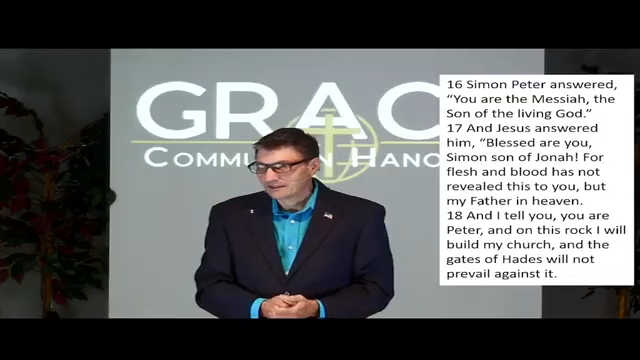 GRAC
COMMUN N HANO
16 Simon Peter answered,
“You are the Messiah, the
Son of the living God.”
17 And Jesus answered
him, “Blessed are you,
Simon son of Jonah! For
flesh and blood has not
revealed this to you, but
my Father in heaven.
18 And I tell you, you are
Peter, and on this rock I will
build my church, and the
gates of Hades will not
prevail against it.